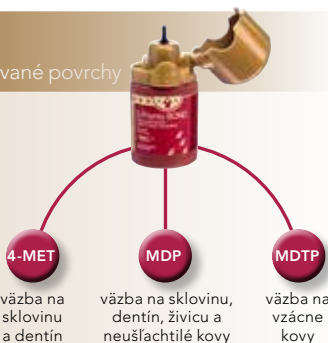 vané povrchy
BOND
4-MET
MDP
MDTP
väzba na
sklovinu
a dentín
väzba na sklovinu,
dentín, živicu a
neušľachtilé kovy
väzba na
vzácne
kovy